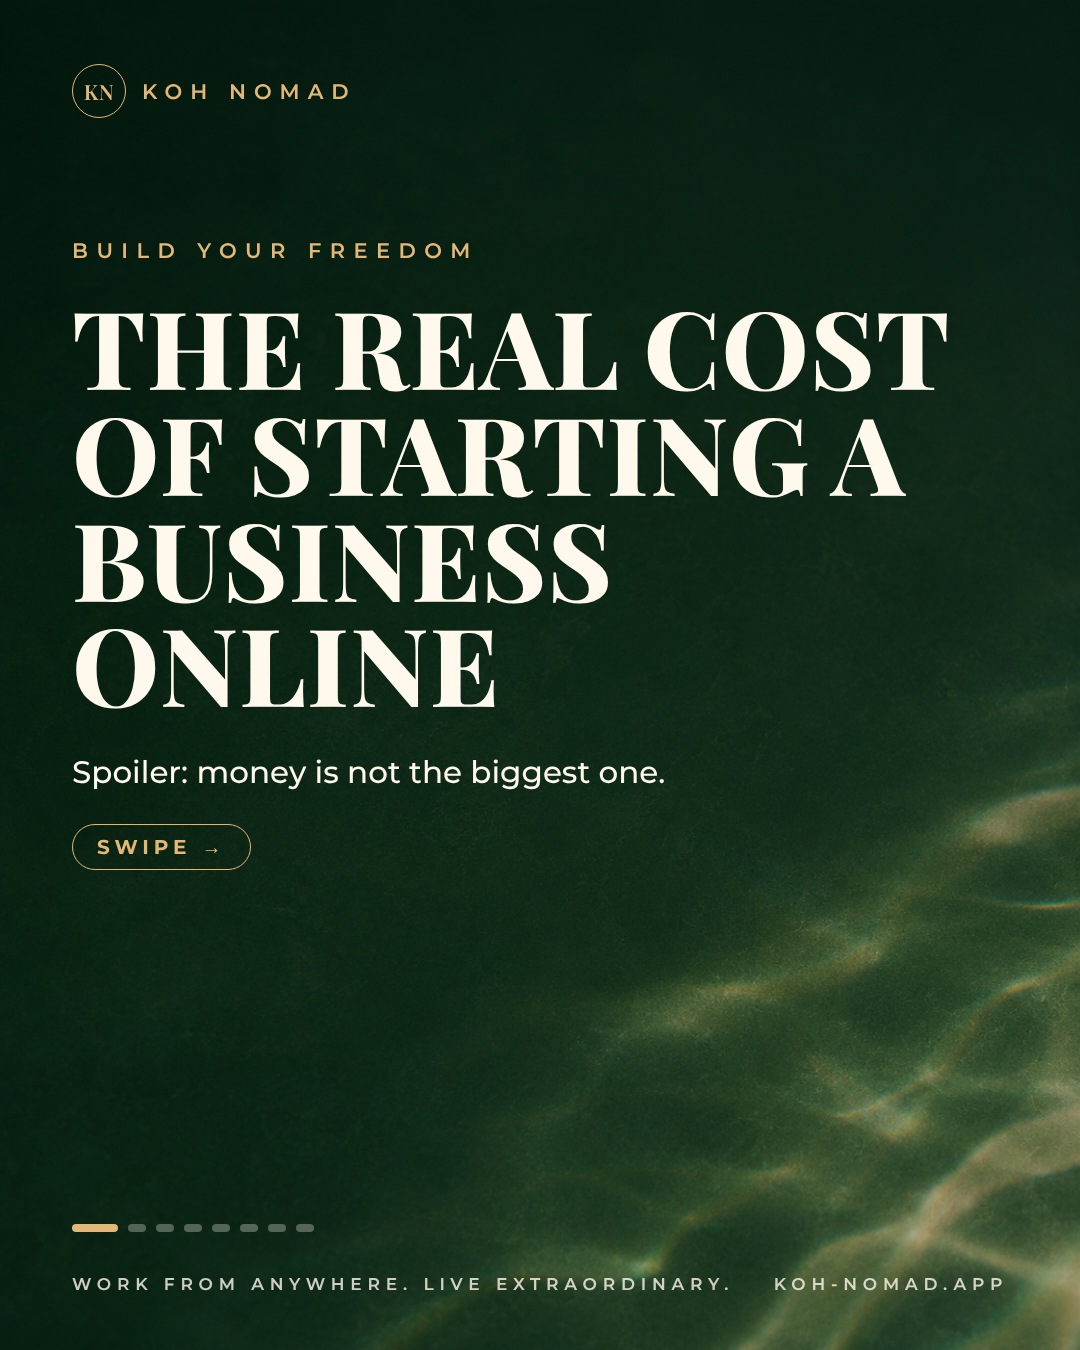 KN KOH NOMAD
BUILD YOUR FREEDOM
THE REAL COST
OF STARTING A
BUSINESS
ONLINE
Spoiler: money is not the biggest one.
SWIPE →
WORK FROM ANYWHERE. LIVE EXTRAORDINARY. KOH-NOMAD.APP